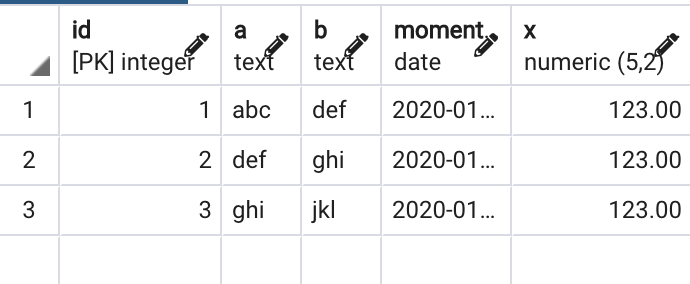 id a b moment x
[PK] integer text text date numeric (5,2)
1 1 abc def 2020-01... 123.00
2 2 def ghi 2020-01... 123.00
3 3 ghi jkl 2020-01... 123.00